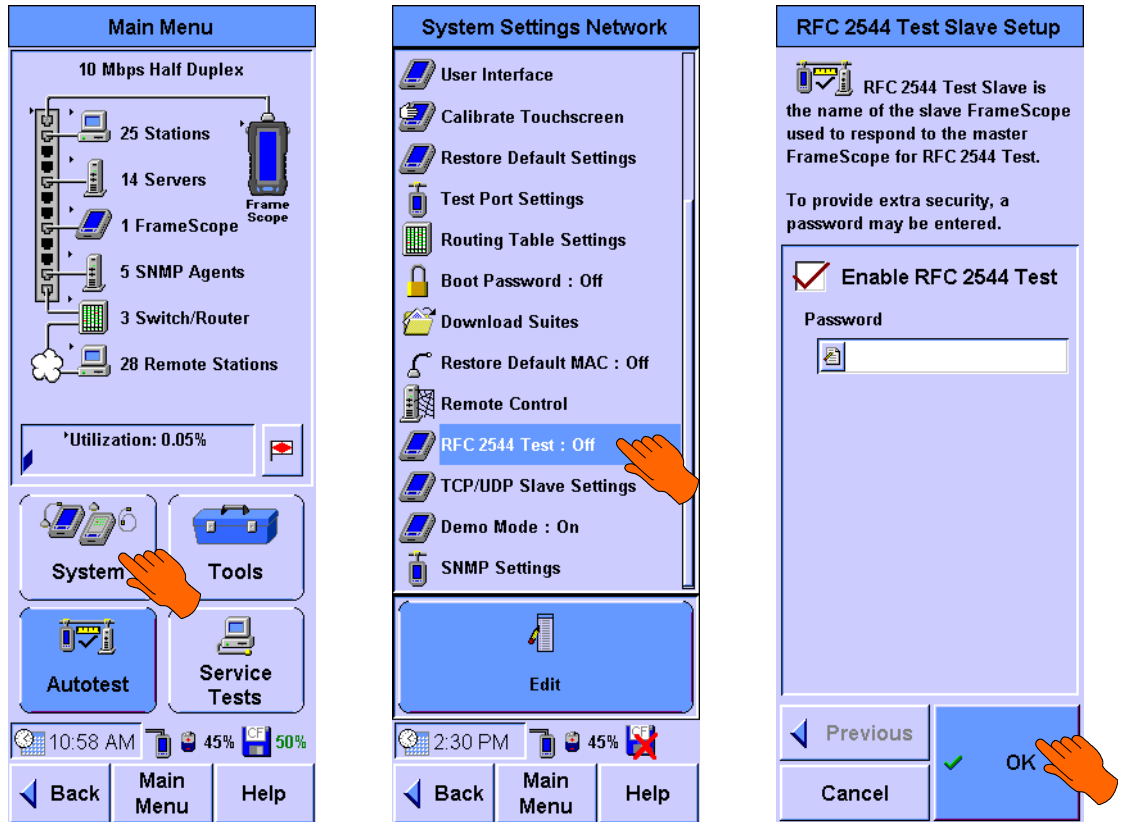 Main Menu
10 Mbps Half Duplex
25 Stations
14 Servers
Frame
Scope
1 FrameScope
5 SNMP Agents
3 Switch/Router
28 Remote Stations
Utilization: 0.05%
System
Tools
Autotest
Service
Tests
10:58 AM
45%
CF
50%
Back
Main
Menu
Help
System Settings Network
User Interface
Calibrate Touchscreen
Restore Default Settings
Test Port Settings
Routing Table Settings
Boot Password : Off
Download Suites
Restore Default MAC : Off
Remote Control
RFC 2544 Test : Off
TCP/UDP Slave Settings
Demo Mode : On
SNMP Settings
Edit
2:30 PM
45%
CF
Back
Main
Menu
Help
RFC 2544 Test Slave Setup
RFC 2544 Test Slave is
the name of the slave FrameScope
used to respond to the master
FrameScope for RFC 2544 Test.
To provide extra security, a
password may be entered.
Enable RFC 2544 Test
Password
Previous
OK
Cancel